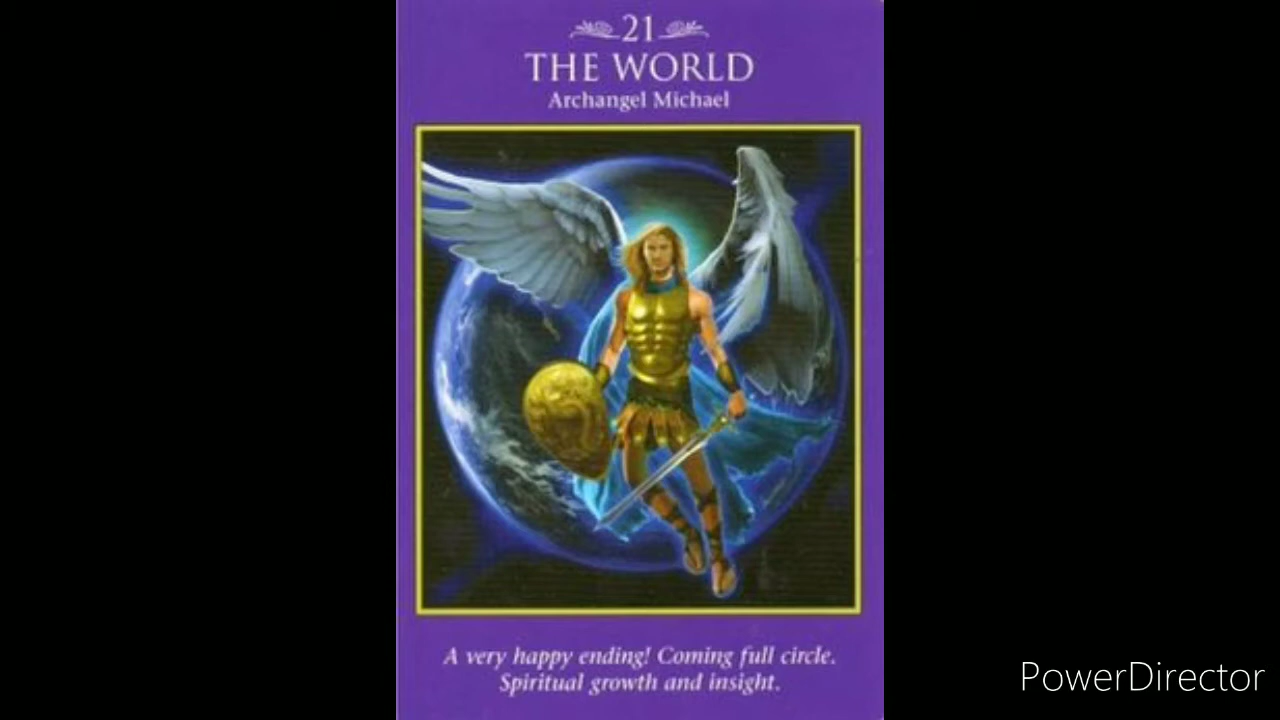 21
THE WORLD
Archangel Michael
A very happy ending! Coming full circle.
Spiritual growth and insight.
PowerDirector